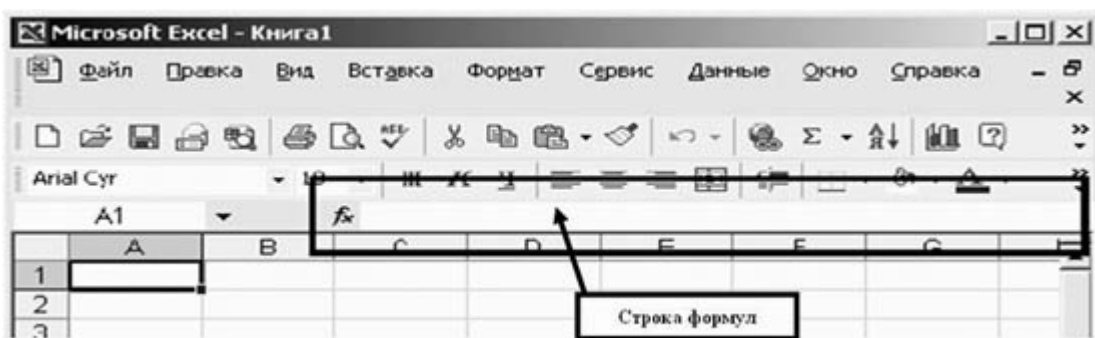 Microsoft Excel - Книга1
Файл Правка Вид Вставка Формат Сервис Данные Окно Справка
Arial Cyr 10 Ж К Ч
A1 fx
A B C D E F G
1
2
3
Строка формул